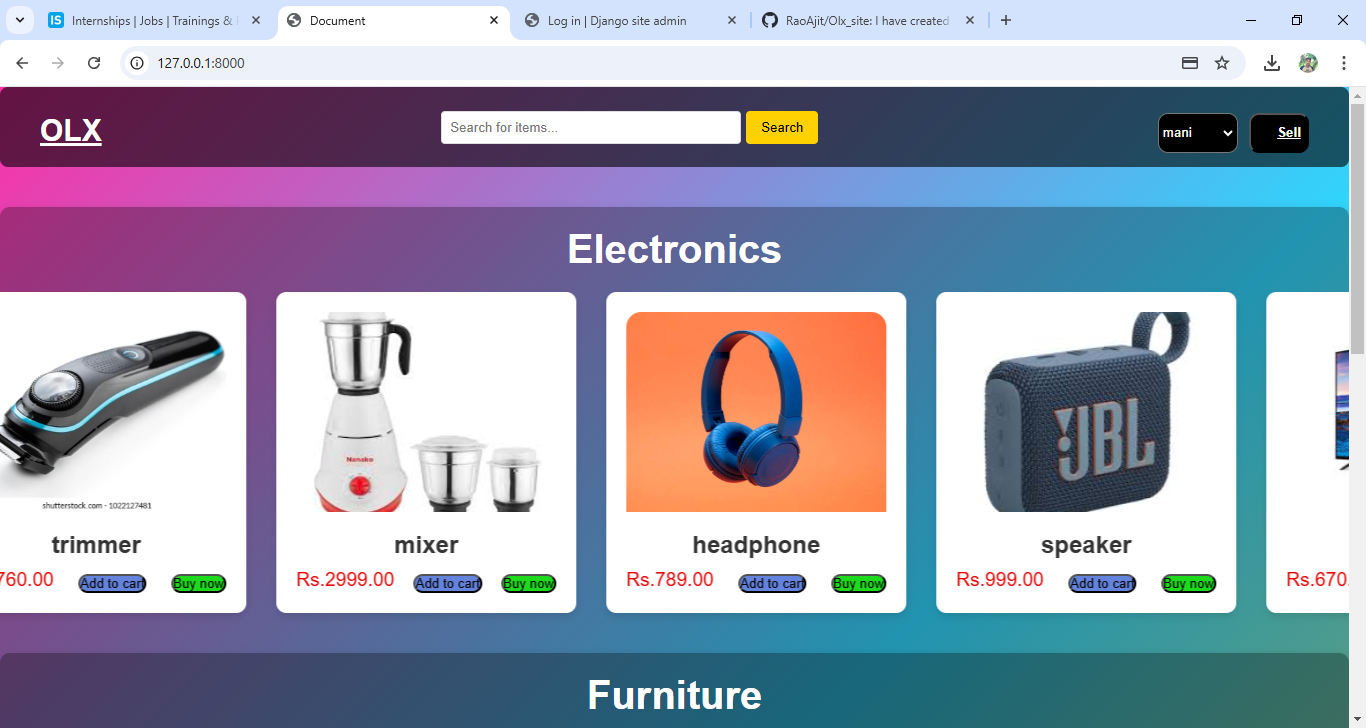 IS Internships | Jobs | Trainings &
Document
Log in | Django site admin
RaoAjit/Olx_site: I have created
127.0.0.1:8000
OLX
Search for items...
Search
mani
Sell
Electronics
shutterstock.com · 1022127481
Nanako
JBL
trimmer
mixer
headphone
speaker
760.00
Add to cart
Buy now
Rs.2999.00
Add to cart
Buy now
Rs.789.00
Add to cart
Buy now
Rs.999.00
Add to cart
Buy now
Rs.670.
Furniture